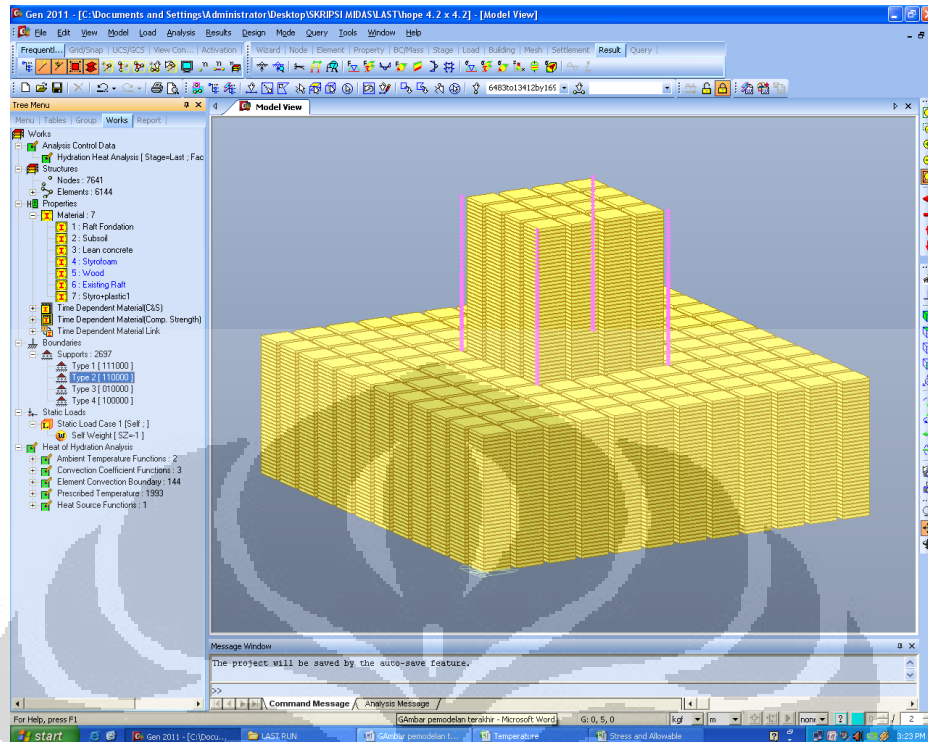 Gen 2011 - [C:\Documents and Settings\Administrator\Desktop\SKRIPSI MIDAS\LAST\hope 4.2 x 4.2] - [Model View]
File Edit View Model Load Analysis Results Design Mode Query Tools Window Help
Frequentl... Grid/Snap UCS/GCS View Con... Activation Wizard Node Element Property BC/Mass Stage Load Building Mesh Settlement Result Query
6483to13412by169
Tree Menu
Model View
Menu Tables Group Works Report
Works
Analysis Control Data
Hydration Heat Analysis [ Stage=Last ; Fac
Structures
Nodes : 7641
Elements : 6144
Properties
Material : 7
1 : Raft Fondation
2 : Subsoil
3 : Lean concrete
4 : Styrofoam
5 : Wood
6 : Existing Raft
7 : Styro+plastic1
Time Dependent Material(C&S)
Time Dependent Material(Comp. Strength)
Time Dependent Material Link
Boundaries
Supports : 2697
Type 1 [ 111000 ]
Type 2 [ 110000 ]
Type 3 [ 010000 ]
Type 4 [ 100000 ]
Static Loads
Static Load Case 1 [Self ; ]
Self Weight [ SZ=-1 ]
Heat of Hydration Analysis
Ambient Temperature Functions : 2
Convection Coefficient Functions : 3
Element Convection Boundary : 144
Prescribed Temperature : 1993
Heat Source Functions : 1
Message Window
The project will be saved by the auto-save feature.
>>
Command Message Analysis Message
For Help, press F1
GAmbar pemodelan terakhir - Microsoft Word
G: 0, 5, 0
kgf
m
non
/ 2
start
Gen 2011 - [C:\Docu...
LAST RUN
GAmbar pemodelan t...
Temperature
Stress and Allowable
3:23 PM